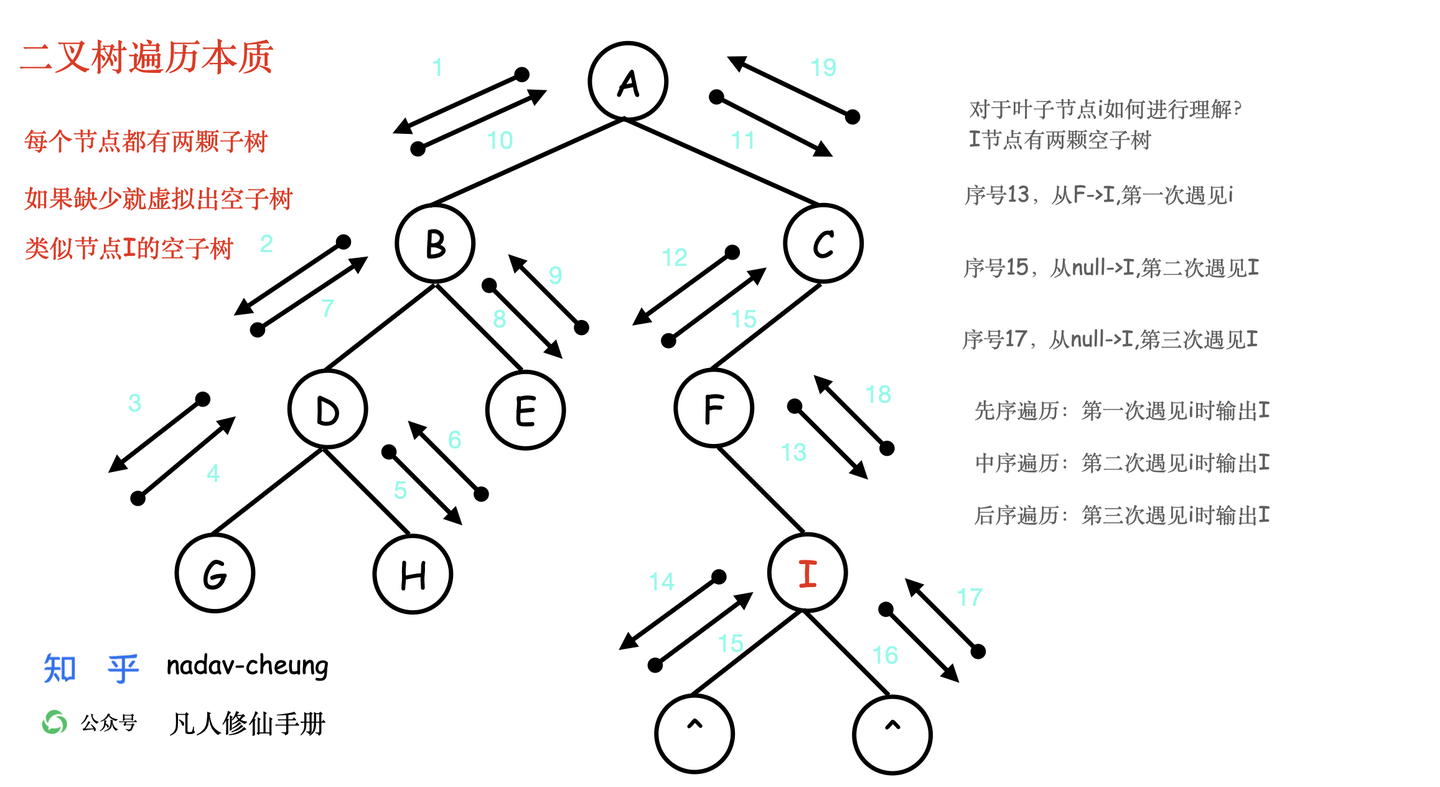 二叉树遍历本质
每个节点都有两颗子树
如果缺少就虚拟出空子树
类似节点I的空子树
1
10
A
19
11
对于叶子节点i如何进行理解?
I节点有两颗空子树
序号13，从F->I,第一次遇见i
序号15，从null->I,第二次遇见I
序号17，从null->I,第三次遇见I
先序遍历：第一次遇见i时输出I
中序遍历：第二次遇见i时输出I
后序遍历：第三次遇见i时输出I
2
7
B
9
8
12
15
C
3
4
D
6
5
E
F
18
13
G
H
I
14
15
17
16
^
^
知 乎 nadav-cheung
公众号 凡人修仙手册